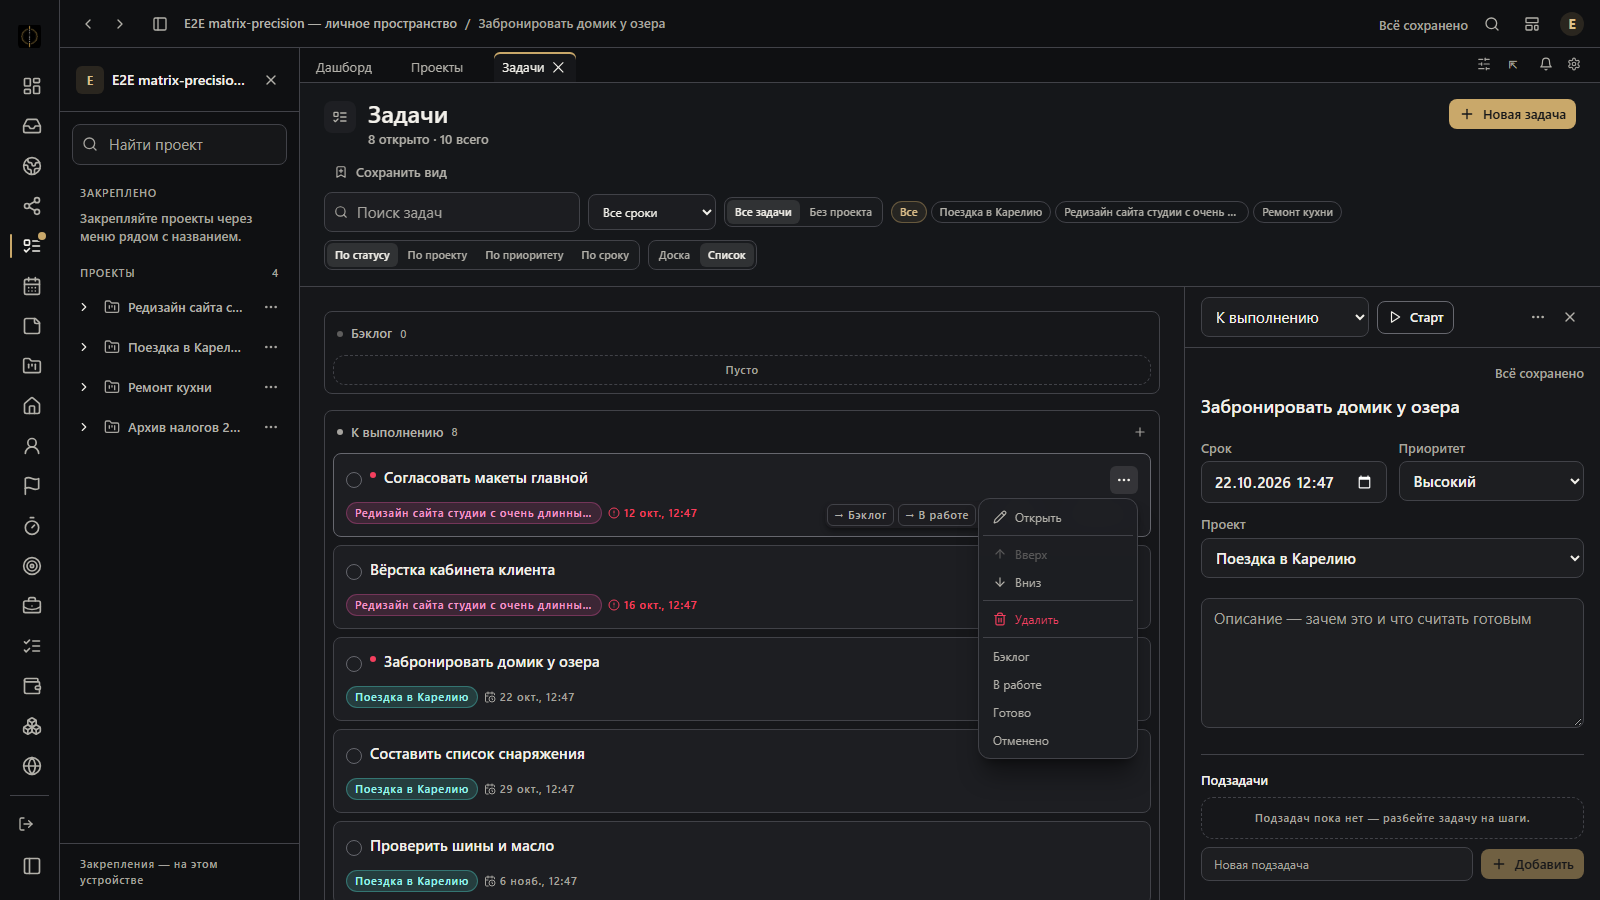 E2E matrix-precision — личное пространство / Забронировать домик у озера
Всё сохранено
E
E
E2E matrix-precisio...
Найти проект
ЗАКРЕПЛЕНО
Закрепляйте проекты через
меню рядом с названием.
ПРОЕКТЫ 4
Редизайн сайта с...
Поездка в Карел...
Ремонт кухни
Архив налогов 2...
Закрепления — на этом
устройстве
Дашборд Проекты Задачи
Задачи
8 открыто · 10 всего
+ Новая задача
Сохранить вид
Поиск задач
Все сроки
Все задачи Без проекта
Все Поездка в Карелию Редизайн сайта студии с очень ... Ремонт кухни
По статусу По проекту По приоритету По сроку
Доска Список
Бэклог 0
Пусто
К выполнению 8
Согласовать макеты главной
Редизайн сайта студии с очень длинны... 12 окт., 12:47
→ Бэклог → В работе
Вёрстка кабинета клиента
Редизайн сайта студии с очень длинны... 16 окт., 12:47
Забронировать домик у озера
Поездка в Карелию 22 окт., 12:47
Составить список снаряжения
Поездка в Карелию 29 окт., 12:47
Проверить шины и масло
Поездка в Карелию 6 нояб., 12:47
Открыть
Вверх
Вниз
Удалить
Бэклог
В работе
Готово
Отменено
К выполнению Старт
Всё сохранено
Забронировать домик у озера
Срок Приоритет
22.10.2026 12:47 Высокий
Проект
Поездка в Карелию
Описание — зачем это и что считать готовым
Подзадачи
Подзадач пока нет — разбейте задачу на шаги.
Новая подзадача
+ Добавить